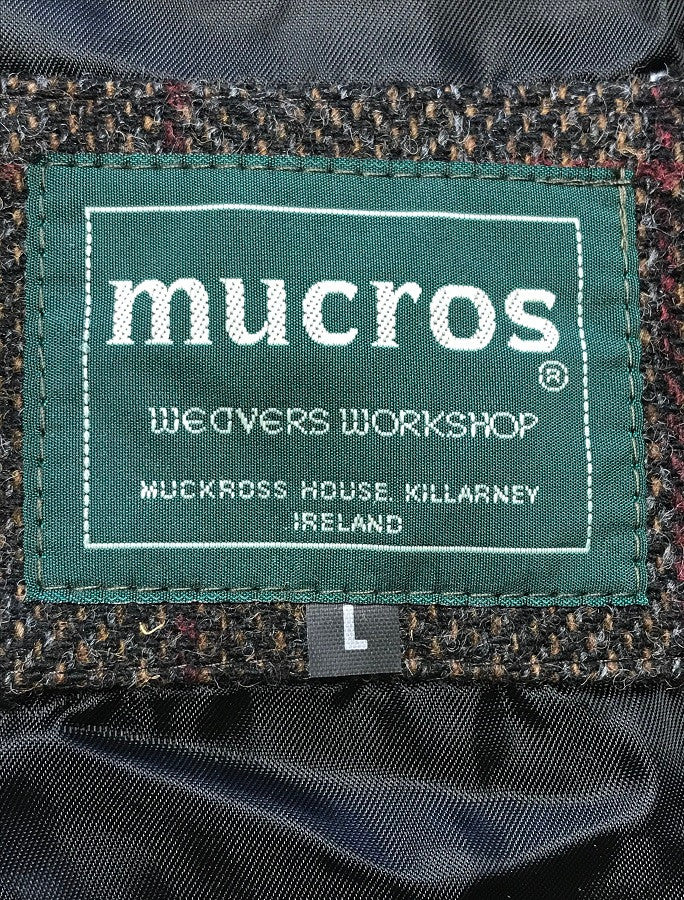 mucros
®
WEAVERS WORKSHOP
MUCKROSS HOUSE, KILLARNEY
IRELAND
L